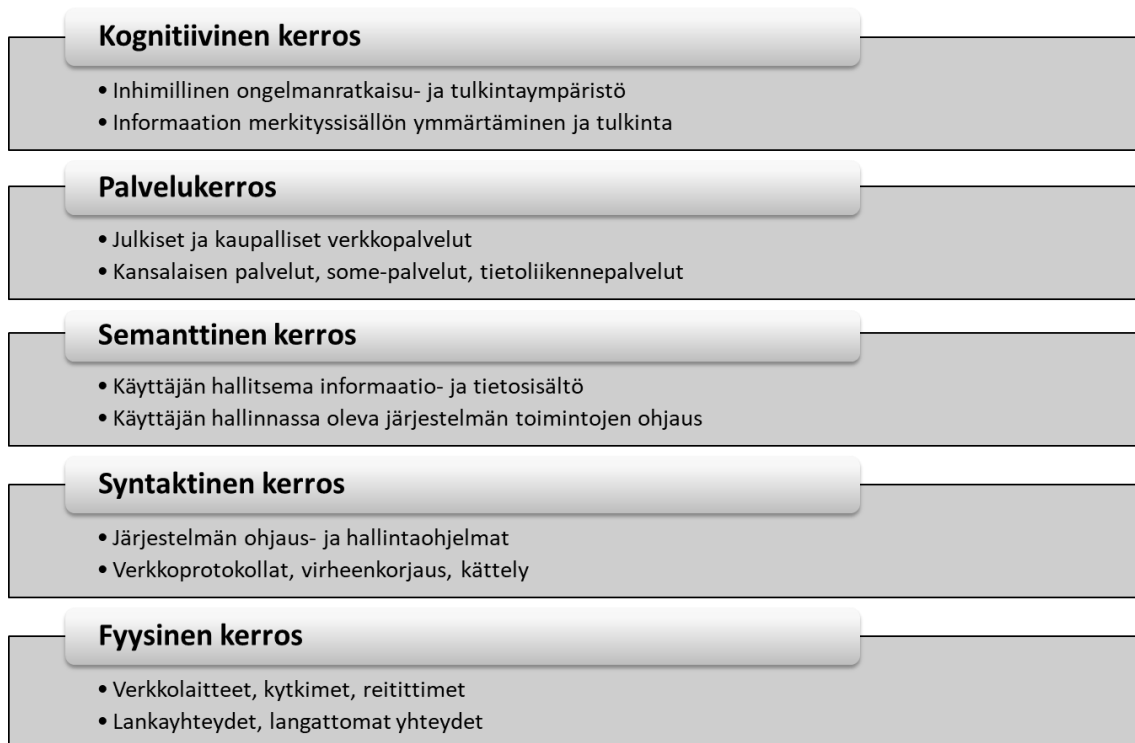 Kognitiivinen kerros
• Inhimillinen ongelmanratkaisu- ja tulkintaympäristö
• Informaation merkityssisällön ymmärtäminen ja tulkinta
Palvelukerros
• Julkiset ja kaupalliset verkkopalvelut
• Kansalaisen palvelut, some-palvelut, tietoliikennepalvelut
Semanttinen kerros
• Käyttäjän hallitsema informaatio- ja tietosisältö
• Käyttäjän hallinnassa oleva järjestelmän toimintojen ohjaus
Syntaktinen kerros
• Järjestelmän ohjaus- ja hallintaohjelmat
• Verkkoprotokollat, virheenkorjaus, kättely
Fyysinen kerros
• Verkkolaitteet, kytkimet, reitittimet
• Lankayhteydet, langattomat yhteydet